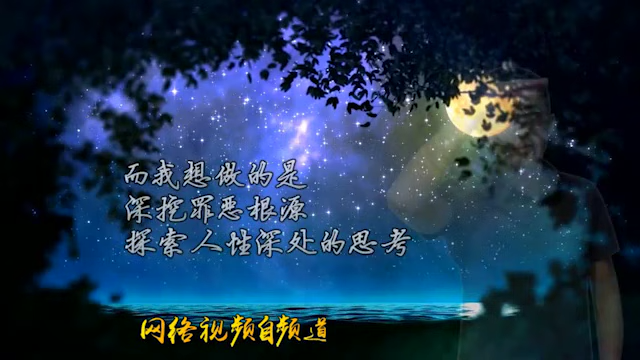 而我想做的是
深挖罪恶根源
探索人性深处的思考
网络视频自频道